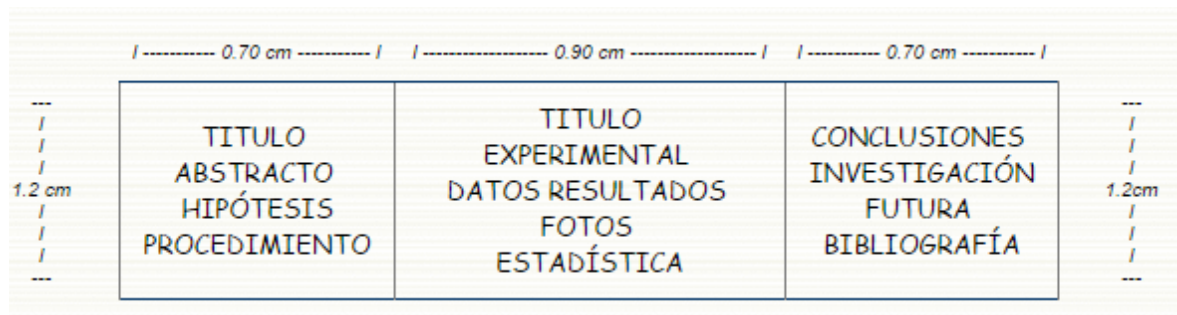 l ----------- 0.70 cm ----------- l
l ------------------- 0.90 cm ------------------- l
l ----------- 0.70 cm ----------- l
---
l
l
l
1.2 cm
l
l
l
---
TITULO
ABSTRACTO
HIPÓTESIS
PROCEDIMIENTO
TITULO
EXPERIMENTAL
DATOS RESULTADOS
FOTOS
ESTADÍSTICA
CONCLUSIONES
INVESTIGACIÓN
FUTURA
BIBLIOGRAFÍA
---
l
l
l
1.2cm
l
l
l
---